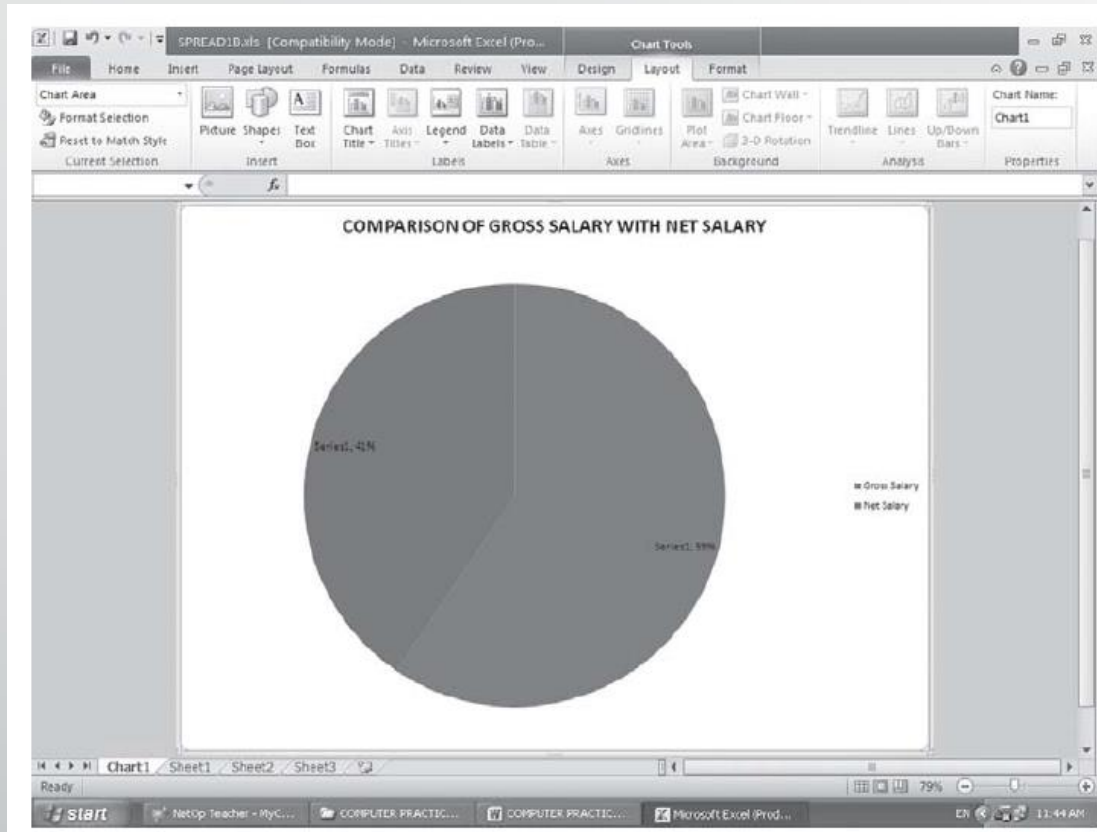 SPREAD1B.xls [Compatibility Mode] - Microsoft Excel (Pro...
Chart Tools
File Home Insert Page Layout Formulas Data Review View Design Layout Format
Chart Area
Format Selection
Reset to Match Style
Current Selection
Picture Shapes Text Box
Insert
Chart Title Axis Titles Legend Data Labels Data Table
Labels
Axes Gridlines
Axes
Plot Area
Chart Wall
Chart Floor
3-D Rotation
Background
Trendline Lines Up/Down Bars
Analysis
Chart Name:
Chart1
Properties
fx
COMPARISON OF GROSS SALARY WITH NET SALARY
Series1, 41%
Series1, 59%
Gross Salary
Net Salary
Chart1 Sheet1 Sheet2 Sheet3
Ready
79%
start NetOp Teacher - MyC... COMPUTER PRACTIC... COMPUTER PRACTIC... Microsoft Excel (Prod... EN 11:44 AM